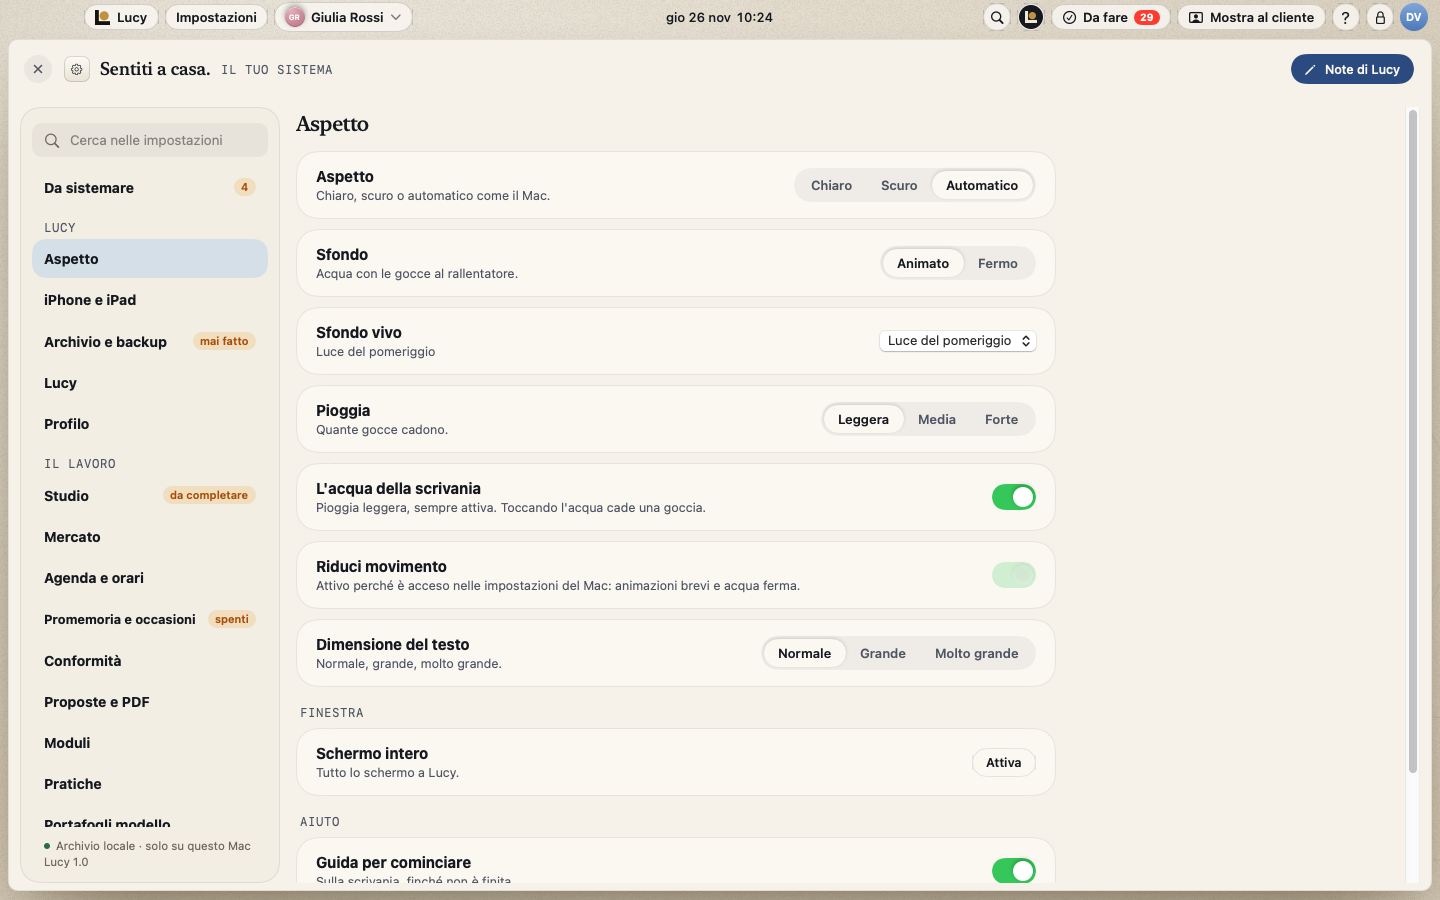 Lucy
Impostazioni
GR Giulia Rossi
gio 26 nov 10:24
Da fare 29
Mostra al cliente
?
DV
Sentiti a casa. IL TUO SISTEMA
Note di Lucy
Cerca nelle impostazioni
Da sistemare 4
LUCY
Aspetto
iPhone e iPad
Archivio e backup mai fatto
Lucy
Profilo
IL LAVORO
Studio da completare
Mercato
Agenda e orari
Promemoria e occasioni spenti
Conformità
Proposte e PDF
Moduli
Pratiche
Portafogli modello
Archivio locale · solo su questo Mac
Lucy 1.0
Aspetto
Aspetto
Chiaro, scuro o automatico come il Mac.
Chiaro Scuro Automatico
Sfondo
Acqua con le gocce al rallentatore.
Animato Fermo
Sfondo vivo
Luce del pomeriggio
Luce del pomeriggio
Pioggia
Quante gocce cadono.
Leggera Media Forte
L'acqua della scrivania
Pioggia leggera, sempre attiva. Toccando l'acqua cade una goccia.
Riduci movimento
Attivo perché è acceso nelle impostazioni del Mac: animazioni brevi e acqua ferma.
Dimensione del testo
Normale, grande, molto grande.
Normale Grande Molto grande
FINESTRA
Schermo intero
Tutto lo schermo a Lucy.
Attiva
AIUTO
Guida per cominciare
Sulla scrivania, finché non è finita.